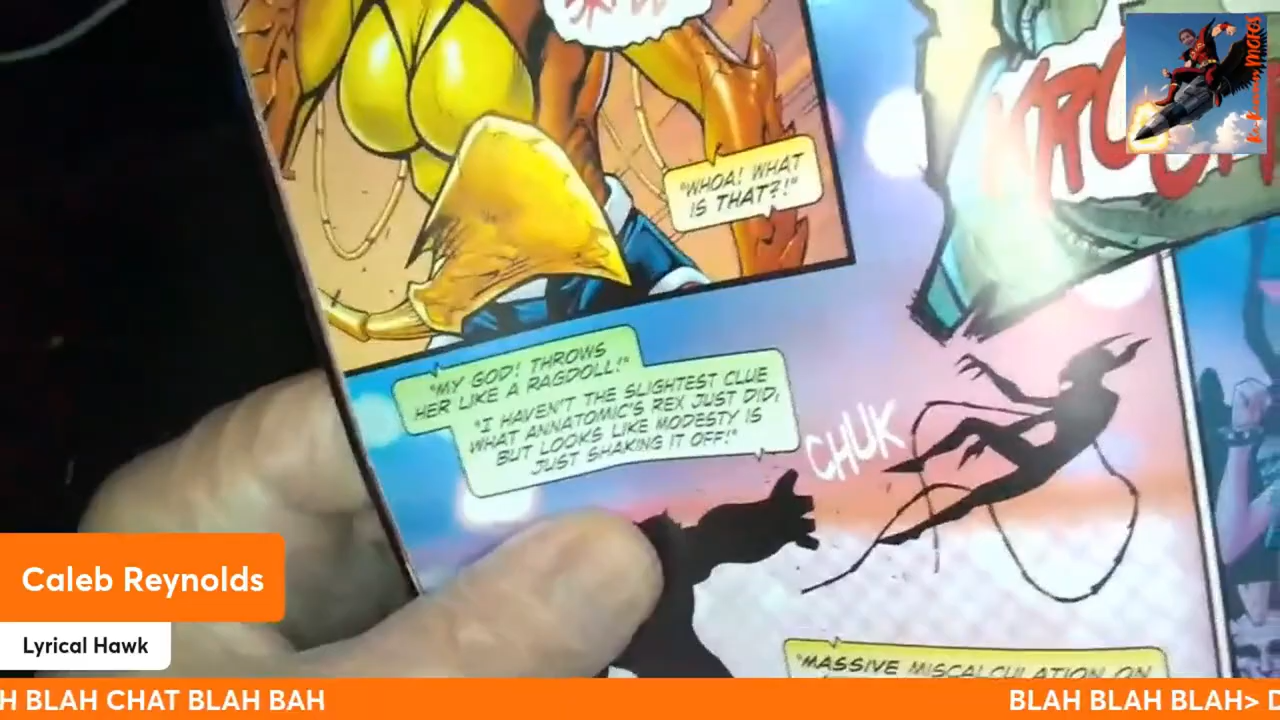 "WHOA! WHAT
IS THAT?!"
"MY GOD! THROWS
HER LIKE A RAGDOLL!"
"I HAVEN'T THE SLIGHTEST CLUE
WHAT ANNATOMIC'S REX JUST DID,
BUT LOOKS LIKE MODESTY IS
JUST SHAKING IT OFF!"
CHUK
"MASSIVE MISCALCULATION ON
Caleb Reynolds
Lyrical Hawk
H BLAH CHAT BLAH BAH
BLAH BLAH BLAH> D